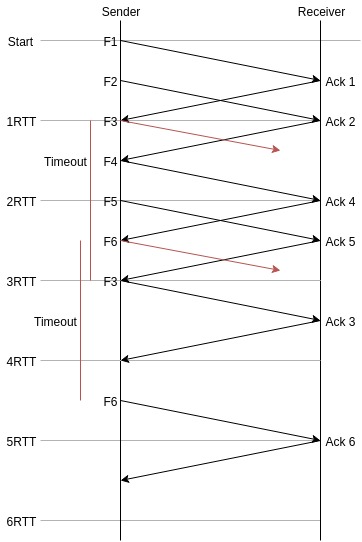 Sender Receiver
Start F1
F2 Ack 1
1RTT F3 Ack 2
Timeout F4
2RTT F5 Ack 4
F6 Ack 5
3RTT F3
Timeout Ack 3
4RTT
F6
5RTT Ack 6
6RTT